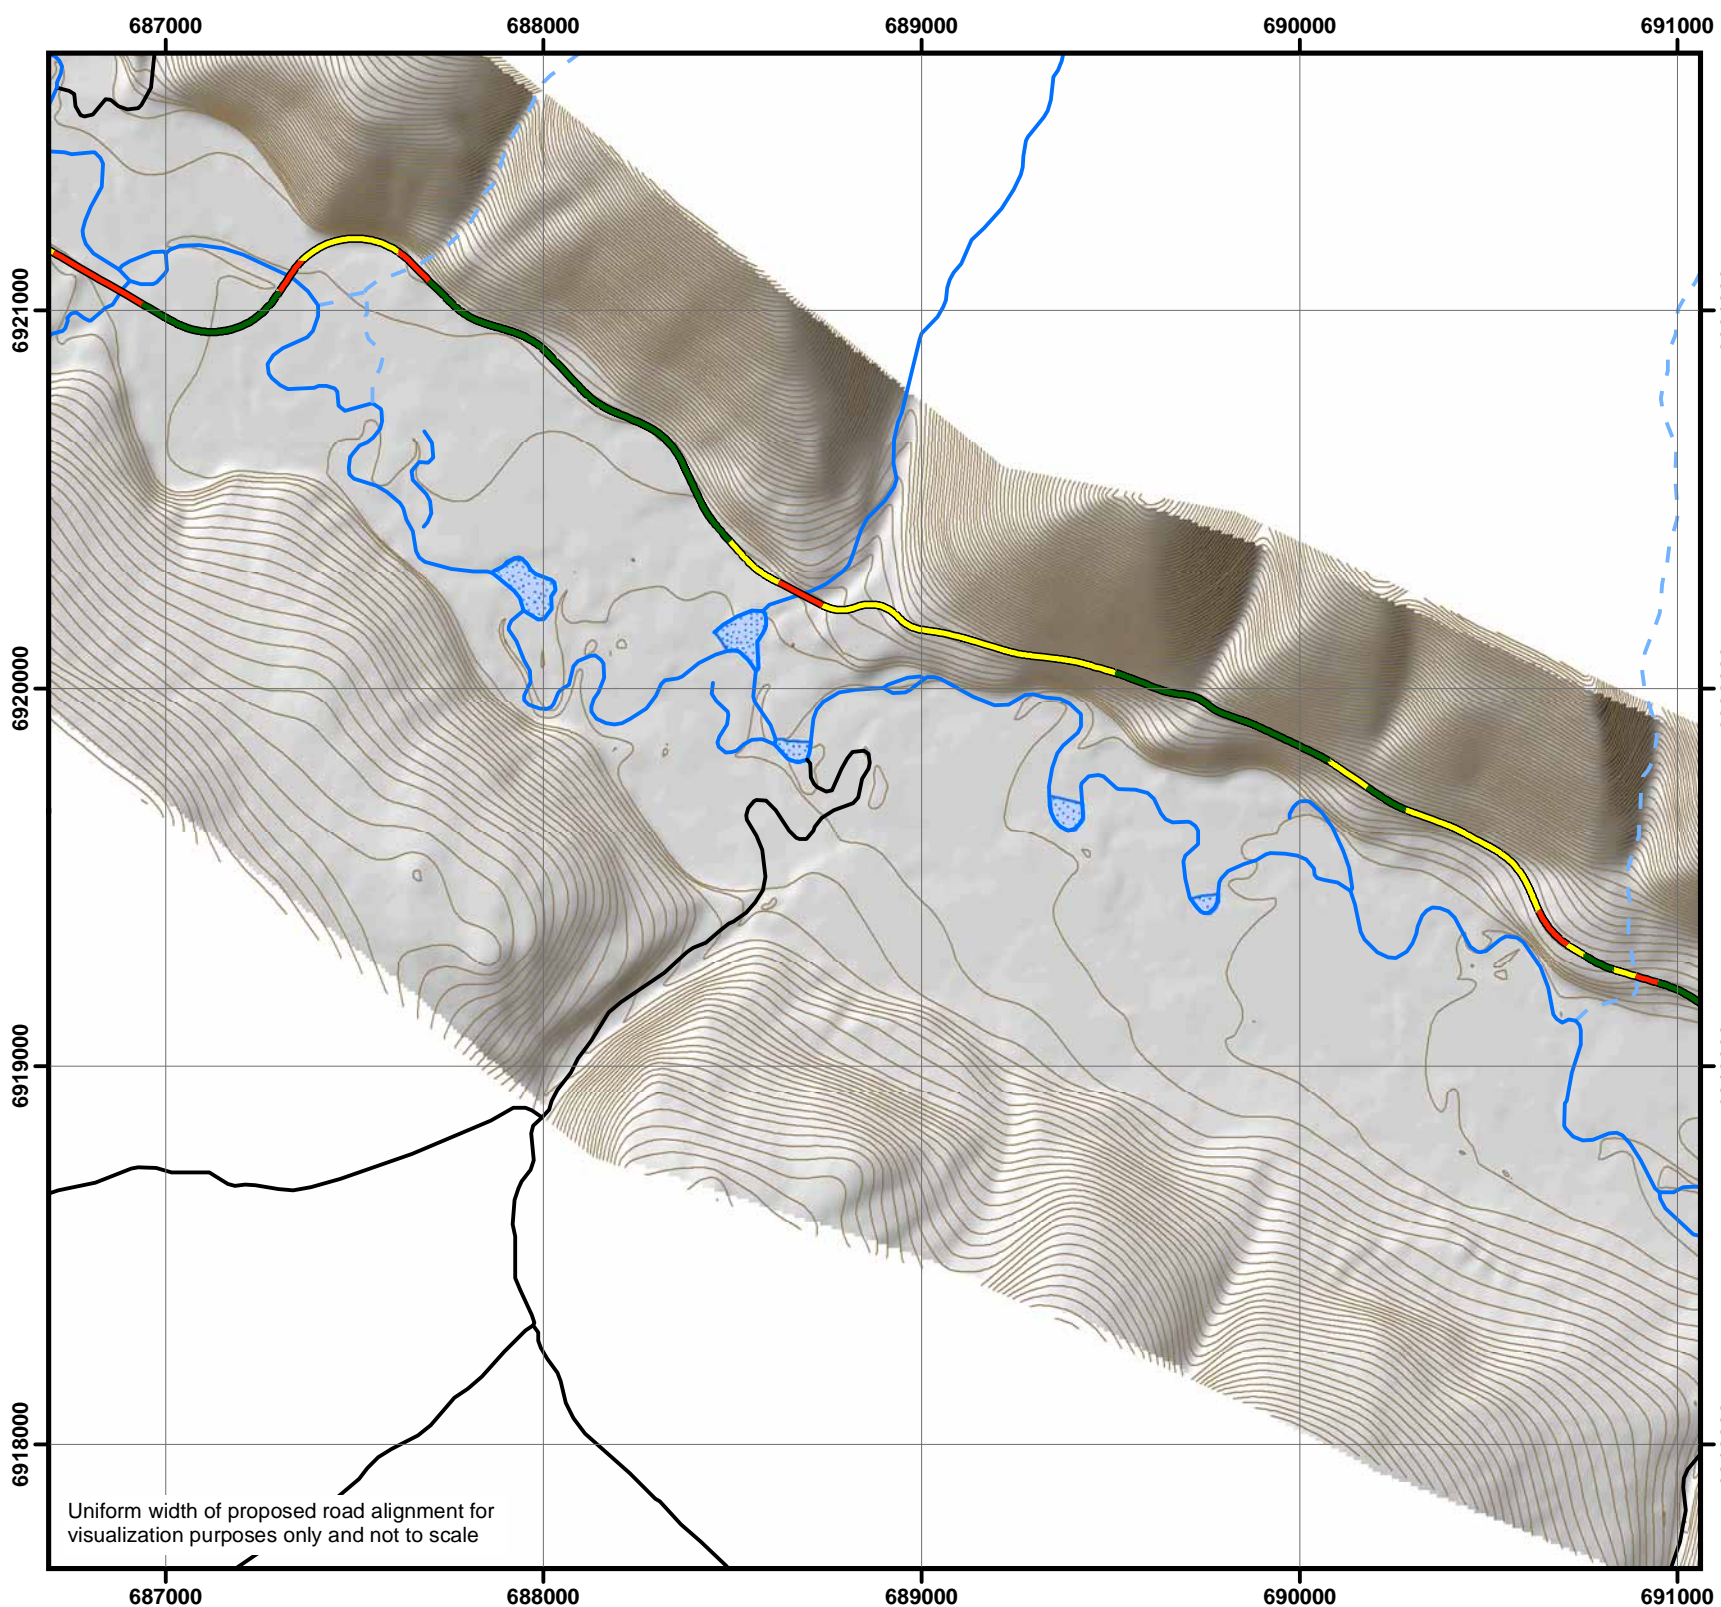 687000 688000 689000 690000 691000
6921000
6920000
6919000
6918000
Uniform width of proposed road alignment for
visualization purposes only and not to scale
687000 688000 689000 690000 691000